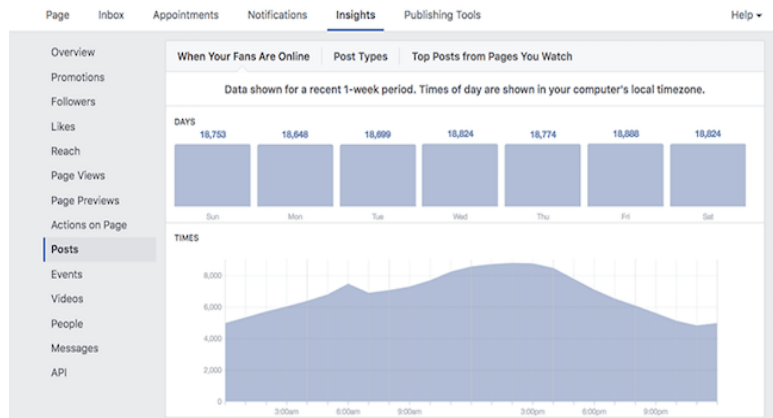 Page Inbox Appointments Notifications Insights Publishing Tools Help
Overview
Promotions
Followers
Likes
Reach
Page Views
Page Previews
Actions on Page
Posts
Events
Videos
People
Messages
API
When Your Fans Are Online Post Types Top Posts from Pages You Watch
Data shown for a recent 1-week period. Times of day are shown in your computer's local timezone.
DAYS
18,753 18,648 18,899 18,824 18,774 18,888 18,824
Sun Mon Tue Wed Thu Fri Sat
TIMES
8,000
6,000
4,000
2,000
0
3:00am 6:00am 9:00am 3:00pm 6:00pm 9:00pm